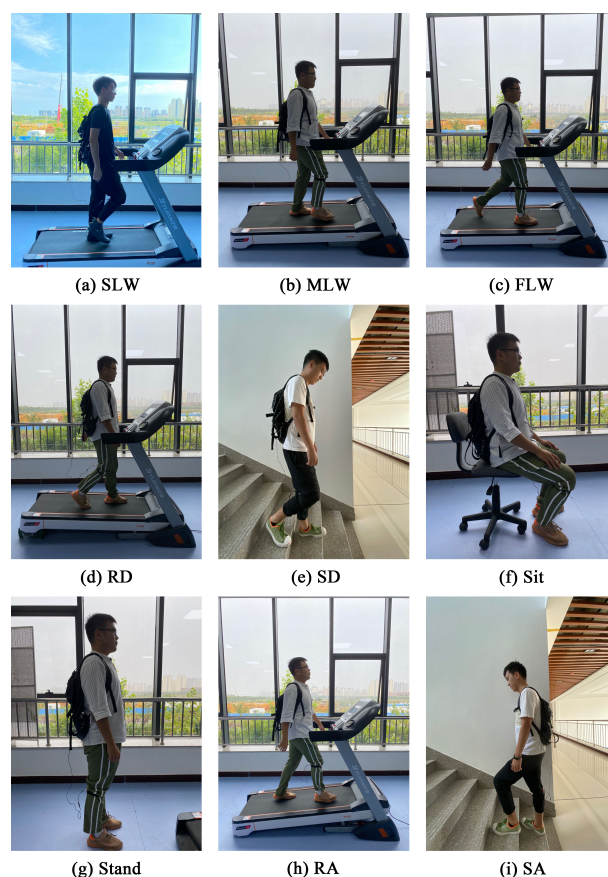 (a) SLW
(b) MLW
(c) FLW
(d) RD
(e) SD
(f) Sit
(g) Stand
(h) RA
(i) SA